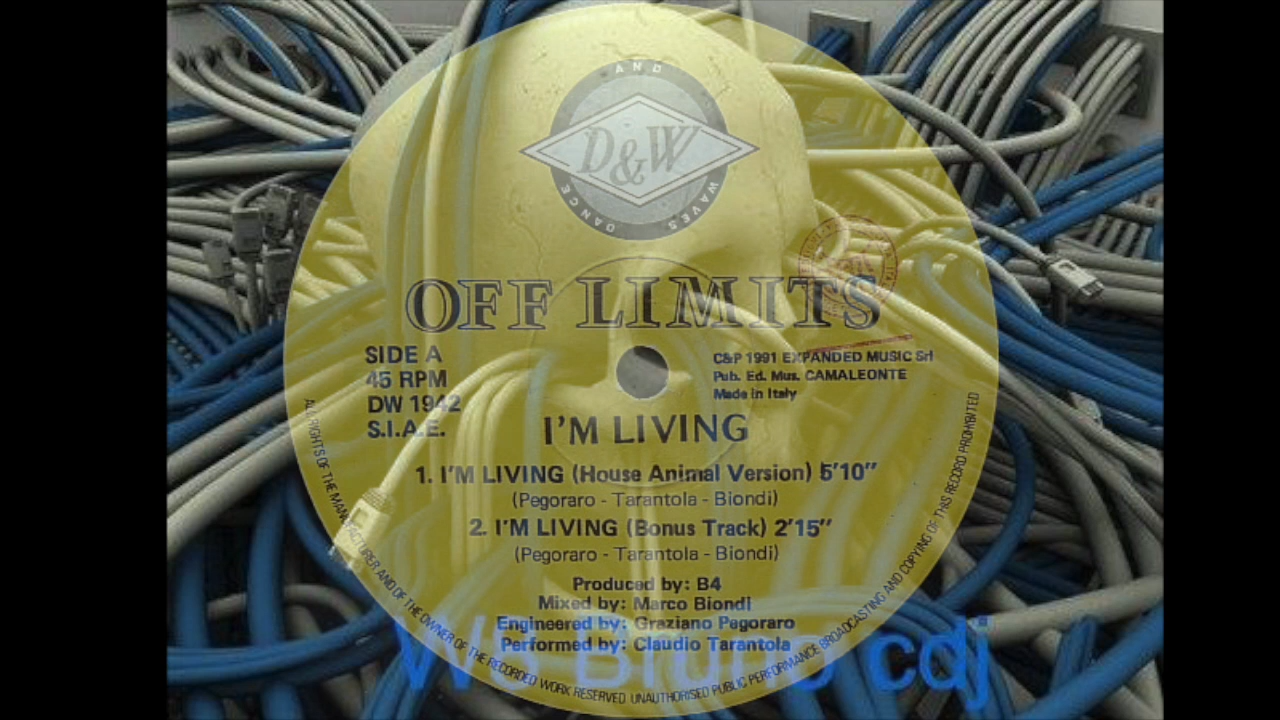 AND
D&W
DANCE WAVES
OFF LIMITS
SIDE A
45 RPM
DW 1942
S.I.A.E.
C&P 1991 EXPANDED MUSIC Srl
Pub. Ed. Mus. CAMALEONTE
Made in Italy
I'M LIVING
1. I'M LIVING (House Animal Version) 5'10"
(Pegoraro - Tarantola - Biondi)
2. I'M LIVING (Bonus Track) 2'15"
(Pegoraro - Tarantola - Biondi)
Produced by: B4
Mixed by: Marco Biondi
Engineered by: Graziano Pegoraro
Performed by: Claudio Tarantola
ALL RIGHTS OF THE MANUFACTURER AND OF THE OWNER OF THE RECORDED WORK RESERVED UNAUTHORISED PUBLIC PERFORMANCE BROADCASTING AND COPYING OF THIS RECORD PROHIBITED
WS Bruno cdj